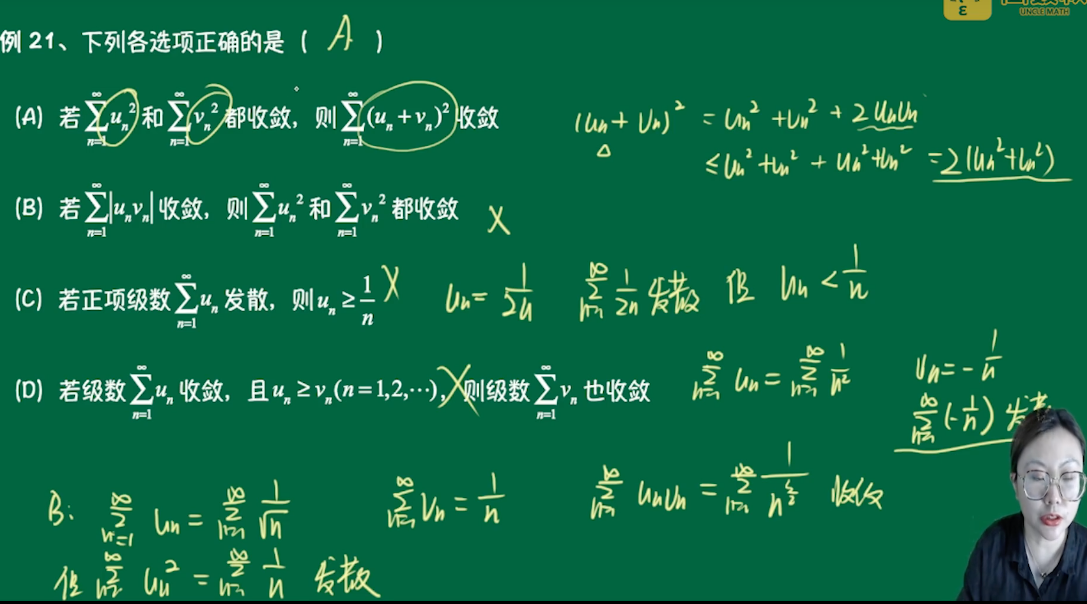 UNCLE MATH
例 21、下列各选项正确的是 ( A )
(A) 若 $\sum_{n=1}^{\infty} u_n^2$ 和 $\sum_{n=1}^{\infty} v_n^2$ 都收敛，则 $\sum_{n=1}^{\infty} (u_n + v_n)^2$ 收敛
$(u_n + v_n)^2 = u_n^2 + v_n^2 + 2u_nv_n$
$\leq u_n^2 + v_n^2 + u_n^2 + v_n^2 = 2(u_n^2 + v_n^2)$
(B) 若 $\sum_{n=1}^{\infty} |u_n v_n|$ 收敛，则 $\sum_{n=1}^{\infty} u_n^2$ 和 $\sum_{n=1}^{\infty} v_n^2$ 都收敛 ×
(C) 若正项级数 $\sum_{n=1}^{\infty} u_n$ 发散，则 $u_n \geq \frac{1}{n}$ × $u_n = \frac{1}{2n}$ $\sum_{n=1}^{\infty} \frac{1}{2n}$ 发散 但 $u_n < \frac{1}{n}$
(D) 若级数 $\sum_{n=1}^{\infty} u_n$ 收敛，且 $u_n \geq v_n (n=1,2,\cdots)$，则级数 $\sum_{n=1}^{\infty} v_n$ 也收敛 × $\sum_{n=1}^{\infty} u_n = \sum_{n=1}^{\infty} \frac{1}{n^2}$ $v_n = -\frac{1}{n}$
$\sum_{n=1}^{\infty} (-\frac{1}{n})$ 发散
B: $\sum_{n=1}^{\infty} u_n = \sum_{n=1}^{\infty} \frac{1}{\sqrt{n}}$ $\sum_{n=1}^{\infty} v_n = \frac{1}{n}$ $\sum_{n=1}^{\infty} u_nv_n = \sum_{n=1}^{\infty} \frac{1}{n^{\frac{3}{2}}}$ 收敛
但 $\sum_{n=1}^{\infty} u_n^2 = \sum_{n=1}^{\infty} \frac{1}{n}$ 发散